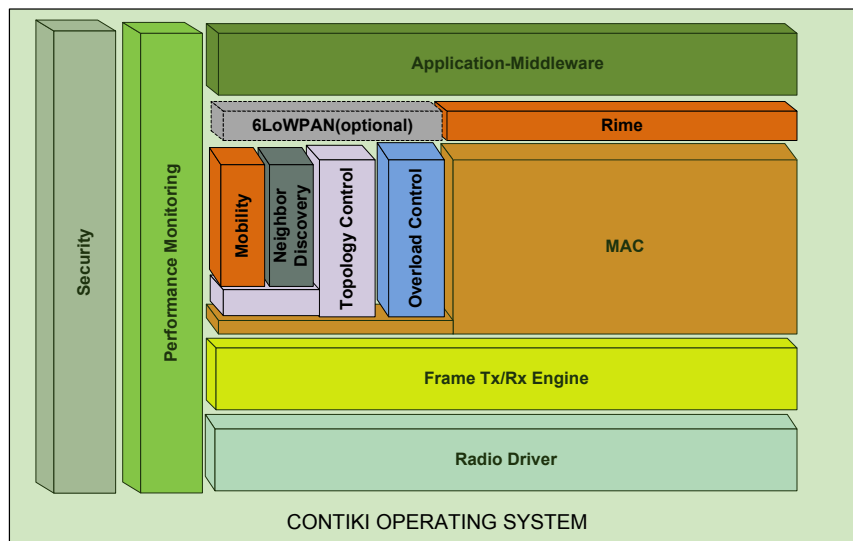 Security
Performance Monitoring
Application-Middleware
6LoWPAN(optional)
Rime
Mobility
Neighbor
Discovery
Topology Control
Overload Control
MAC
Frame Tx/Rx Engine
Radio Driver
CONTIKI OPERATING SYSTEM